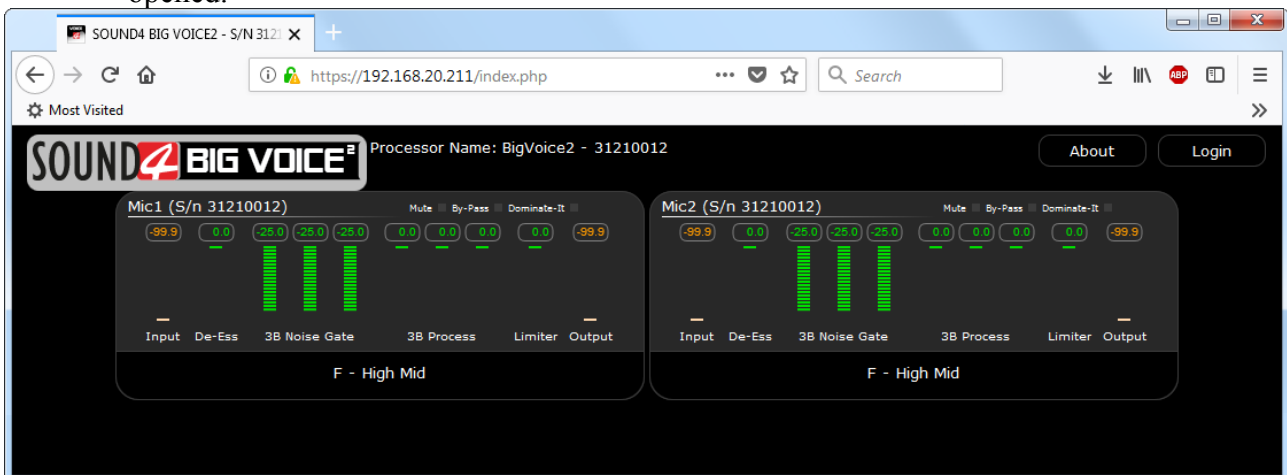 opened.
SOUND4 BIG VOICE2 - S/N 3121
https://192.168.20.211/index.php
Search
ABP
Most Visited
SOUND4 BIG VOICE²
Processor Name: BigVoice2 - 31210012
About
Login
Mic1 (S/n 31210012) Mute By-Pass Dominate-It
-99.9 0.0 -25.0 -25.0 -25.0 0.0 0.0 0.0 0.0 -99.9
Input De-Ess 3B Noise Gate 3B Process Limiter Output
F - High Mid
Mic2 (S/n 31210012) Mute By-Pass Dominate-It
-99.9 0.0 -25.0 -25.0 -25.0 0.0 0.0 0.0 0.0 -99.9
Input De-Ess 3B Noise Gate 3B Process Limiter Output
F - High Mid